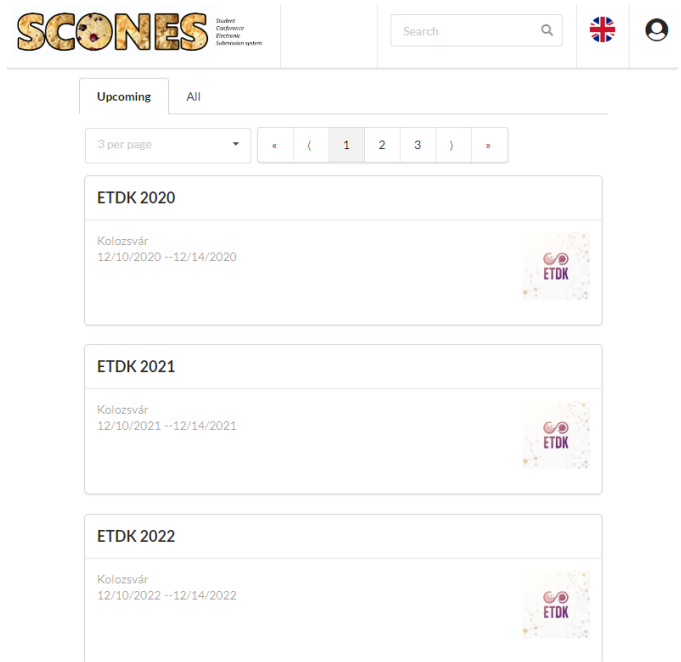 SCONES
Student
Conference
Electronic
Submission system
Search
Upcoming
All
3 per page
« ⟨ 1 2 3 ⟩ »
ETDK 2020
Kolozsvár
12/10/2020 --12/14/2020
ETDK
ETDK 2021
Kolozsvár
12/10/2021 --12/14/2021
ETDK
ETDK 2022
Kolozsvár
12/10/2022 --12/14/2022
ETDK